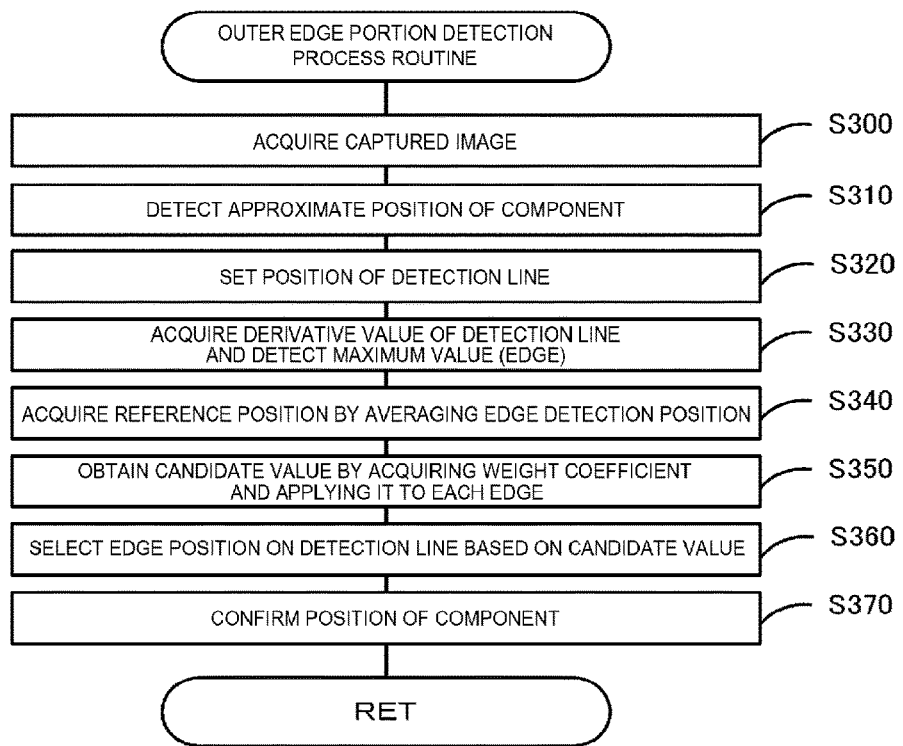 OUTER EDGE PORTION DETECTION
PROCESS ROUTINE
ACQUIRE CAPTURED IMAGE
S300
DETECT APPROXIMATE POSITION OF COMPONENT
S310
SET POSITION OF DETECTION LINE
S320
ACQUIRE DERIVATIVE VALUE OF DETECTION LINE
AND DETECT MAXIMUM VALUE (EDGE)
S330
ACQUIRE REFERENCE POSITION BY AVERAGING EDGE DETECTION POSITION
S340
OBTAIN CANDIDATE VALUE BY ACQUIRING WEIGHT COEFFICIENT
AND APPLYING IT TO EACH EDGE
S350
SELECT EDGE POSITION ON DETECTION LINE BASED ON CANDIDATE VALUE
S360
CONFIRM POSITION OF COMPONENT
S370
RET